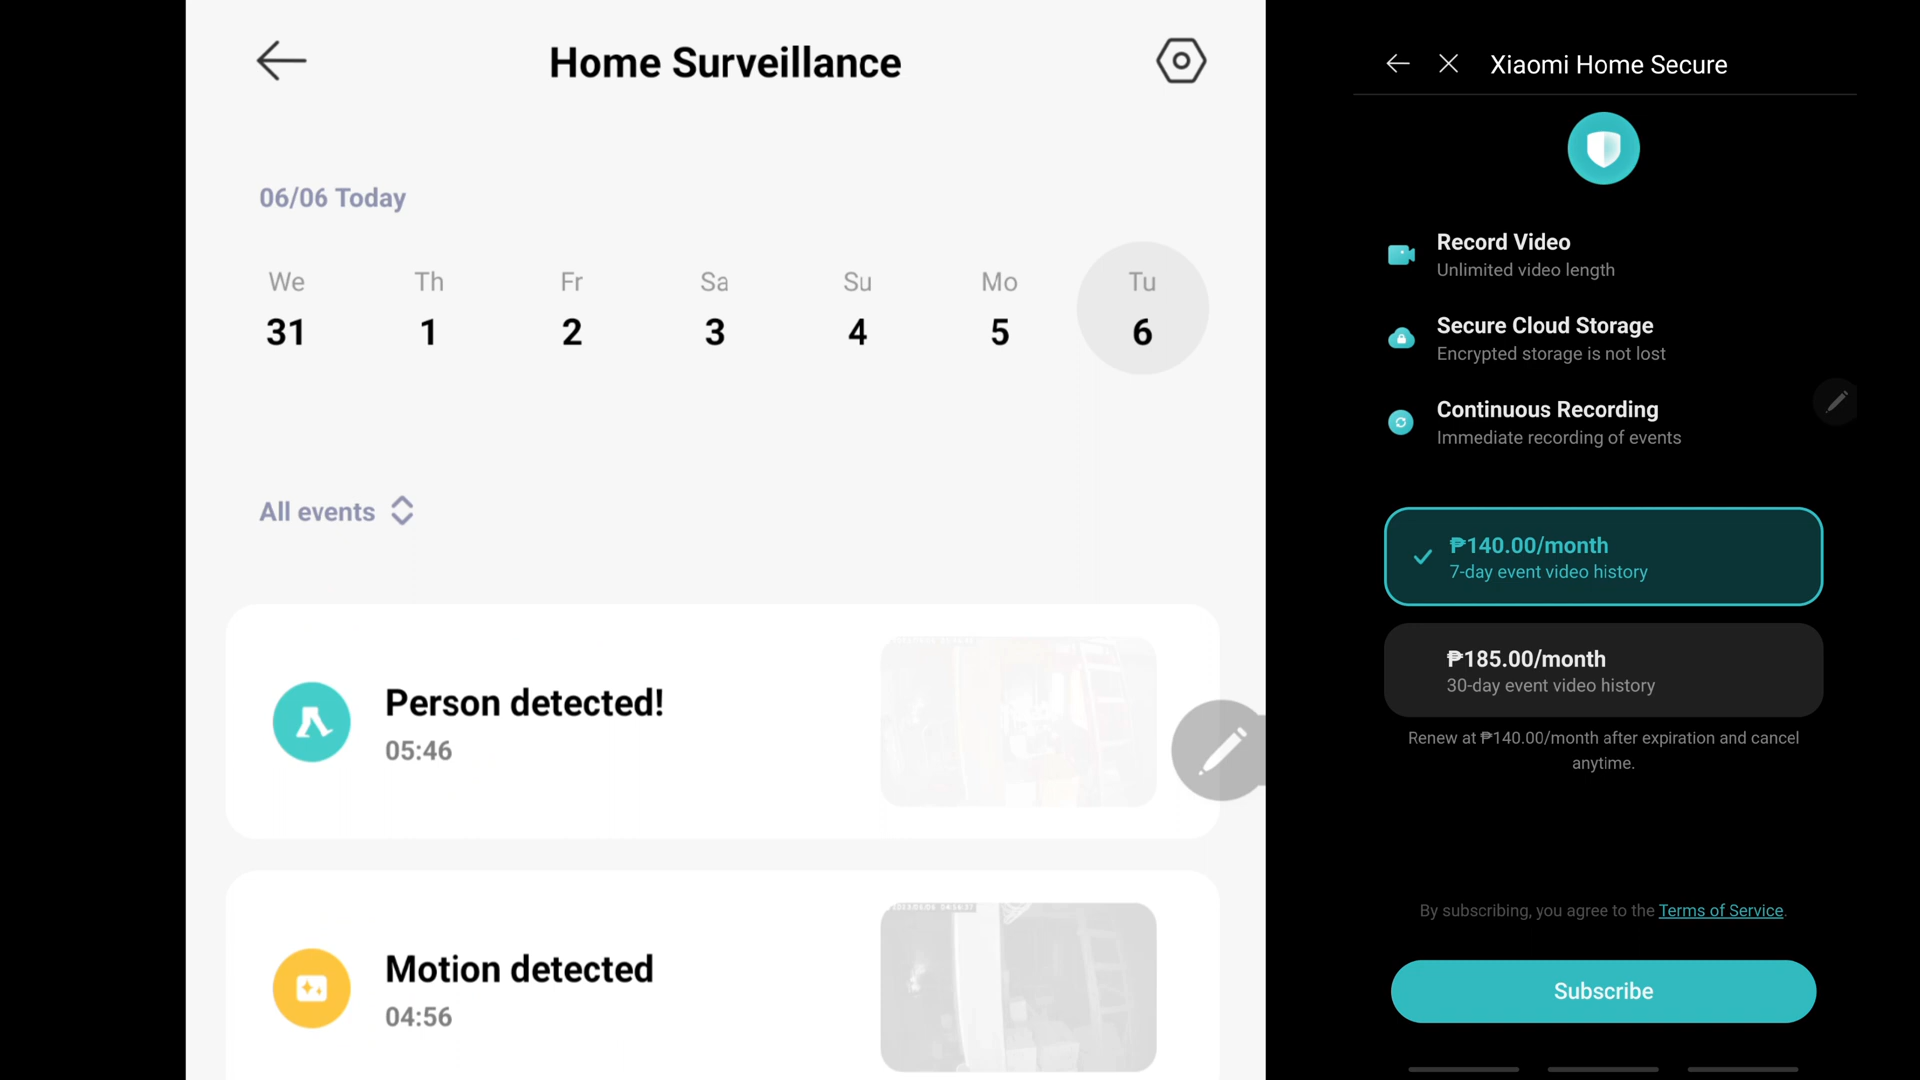 Home Surveillance
06/06 Today
We Th Fr Sa Su Mo Tu
31 1 2 3 4 5 6
All events
Person detected!
05:46
Motion detected
04:56
Xiaomi Home Secure
Record Video
Unlimited video length
Secure Cloud Storage
Encrypted storage is not lost
Continuous Recording
Immediate recording of events
₱140.00/month
7-day event video history
₱185.00/month
30-day event video history
Renew at ₱140.00/month after expiration and cancel
anytime.
By subscribing, you agree to the Terms of Service.
Subscribe